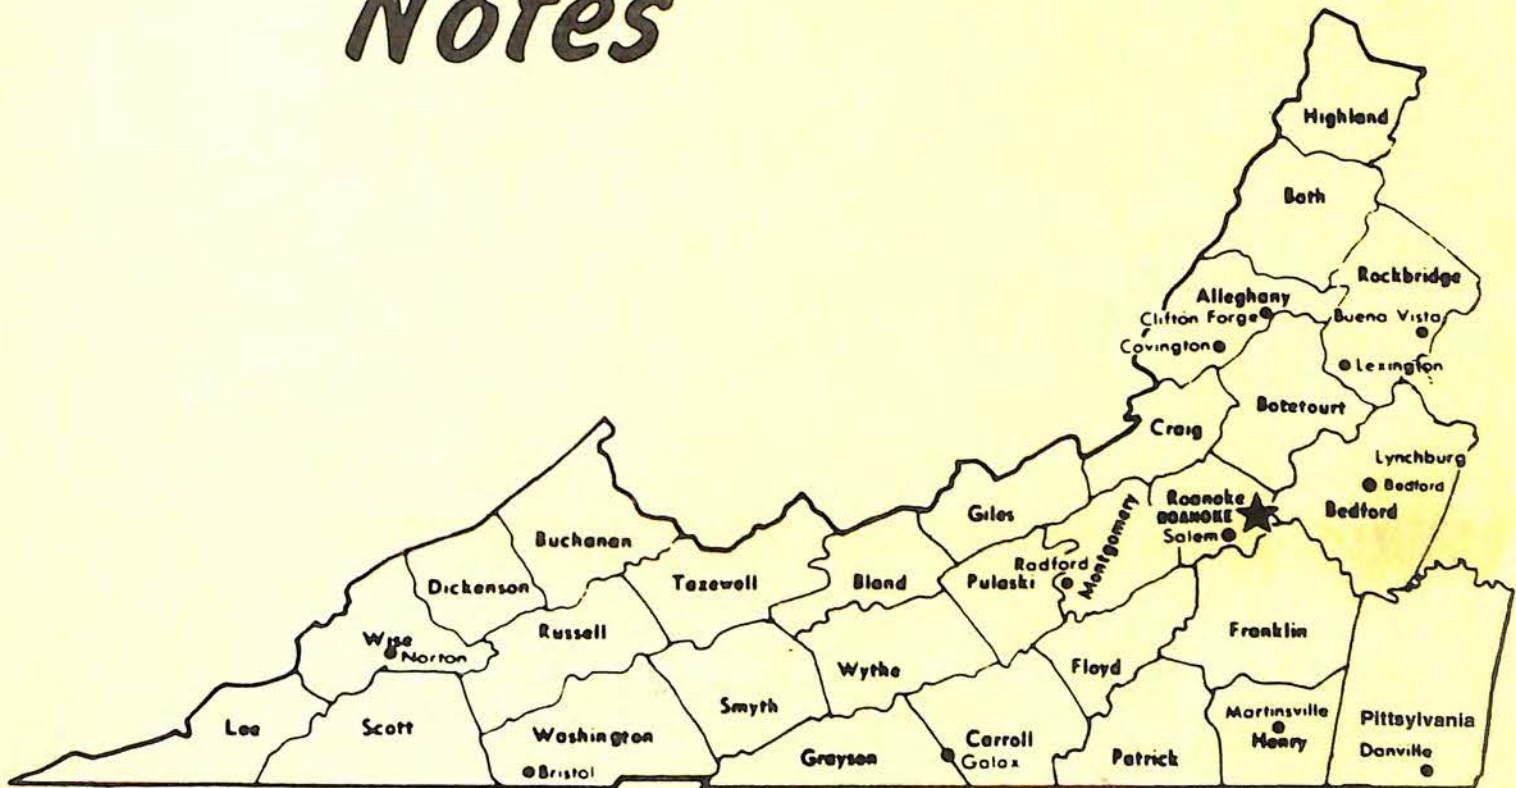 Notes
Highland
Bath
Rockbridge
Alleghany
Clifton Forge
Buena Vista
Covington
Lexington
Botetourt
Craig
Lynchburg
Bedford
Roanoke
ROANOKE
Bedford
Giles
Salem
Montgomery
Buchanan
Radford
Dickenson
Tazewell
Bland
Pulaski
Russell
Franklin
Wise
Norton
Wythe
Floyd
Smyth
Martinsville
Pittsylvania
Lee
Scott
Washington
Carroll
Henry
Danville
Grayson
Galax
Patrick
Bristol